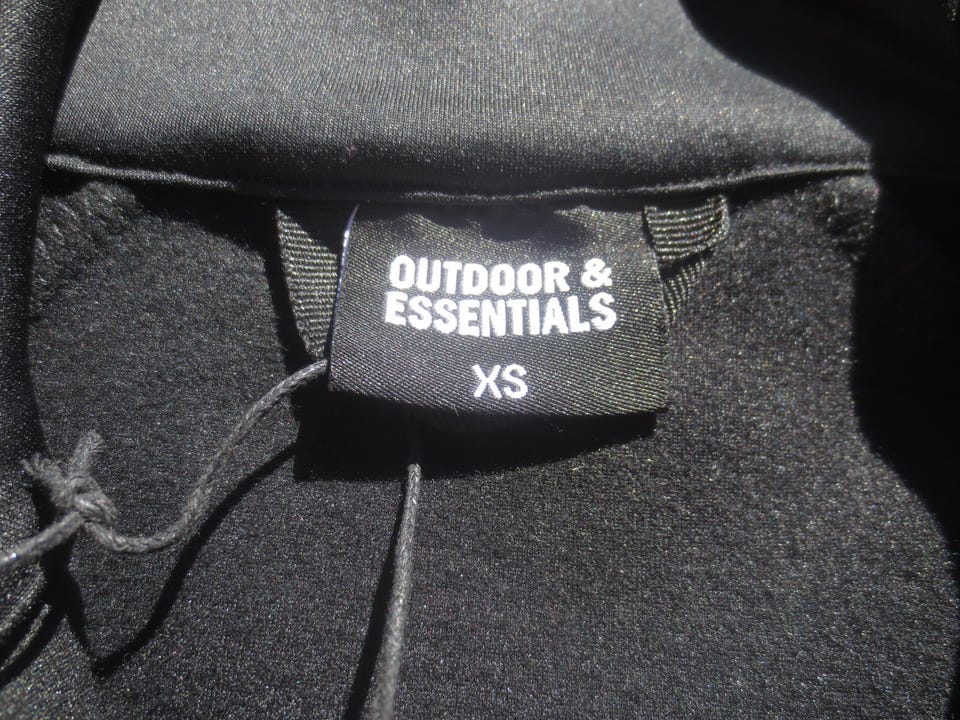 OUTDOOR &
ESSENTIALS
XS